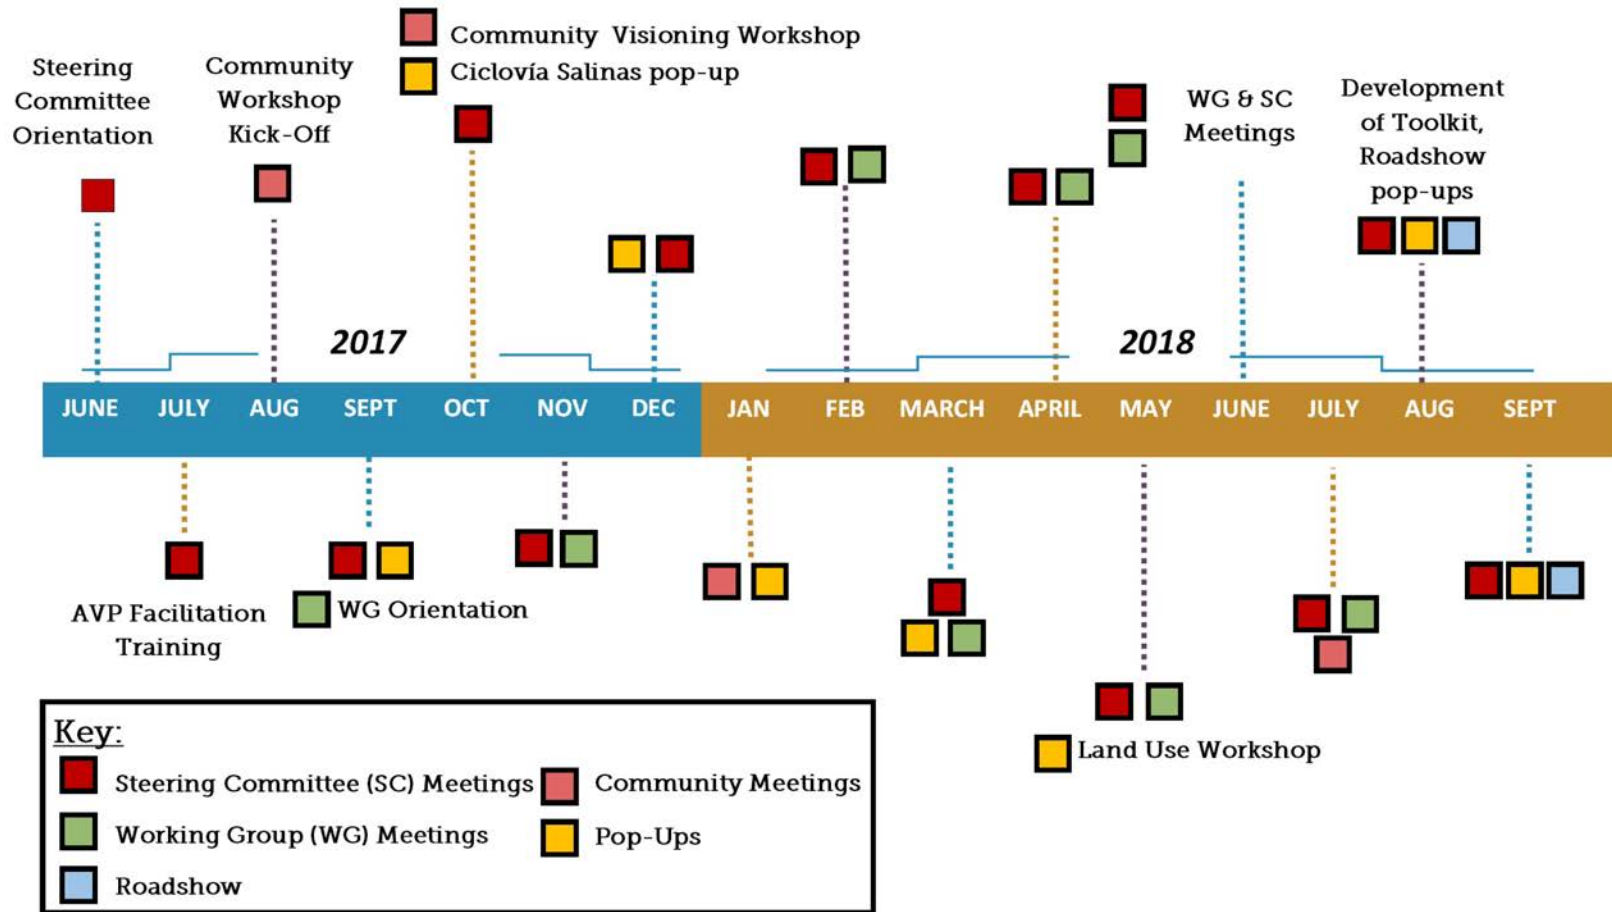 Steering
Committee
Orientation
Community
Workshop
Kick-Off
Community Visioning Workshop
Ciclovía Salinas pop-up
WG & SC
Meetings
Development
of Toolkit,
Roadshow
pop-ups
2017
2018
JUNE JULY AUG SEPT OCT NOV DEC JAN FEB MARCH APRIL MAY JUNE JULY AUG SEPT
AVP Facilitation
Training
WG Orientation
Land Use Workshop
Key:
Steering Committee (SC) Meetings
Community Meetings
Working Group (WG) Meetings
Pop-Ups
Roadshow